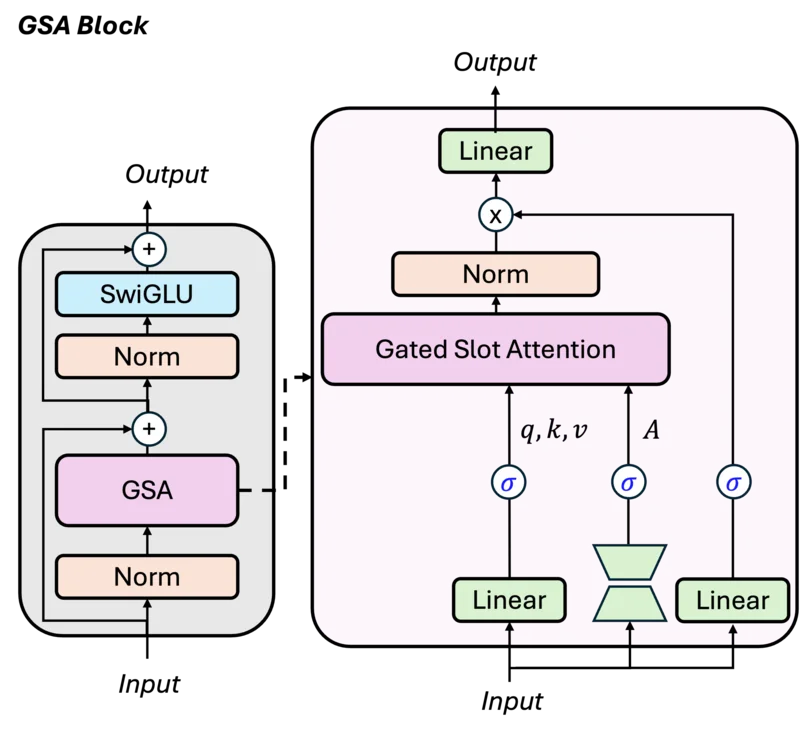 GSA Block
Output
+
SwiGLU
Norm
+
GSA
Norm
Input
Output
Linear
x
Norm
Gated Slot Attention
q, k, v
A
σ
σ
σ
Linear
Linear
Input